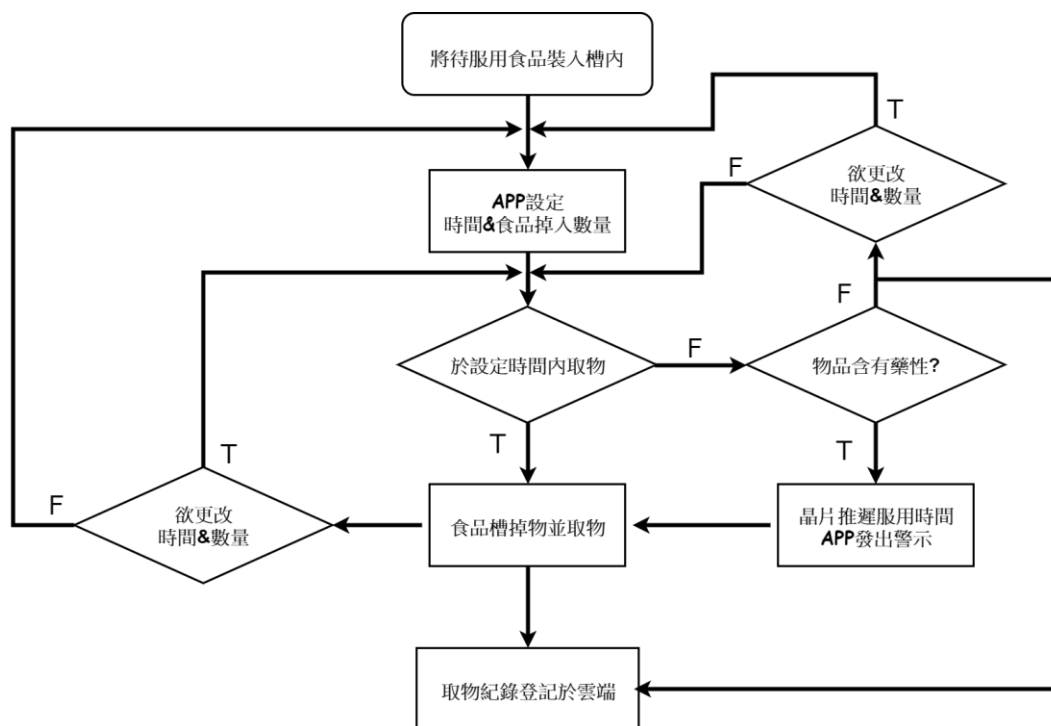 將待服用食品裝入槽內
T
欲更改
時間&數量
F
APP設定
時間&食品掉入數量
F
於設定時間內取物
F
物品含有藥性?
T
T
T
F
欲更改
時間&數量
食品槽掉物並取物
晶片推遲服用時間
APP發出警示
取物紀錄登記於雲端